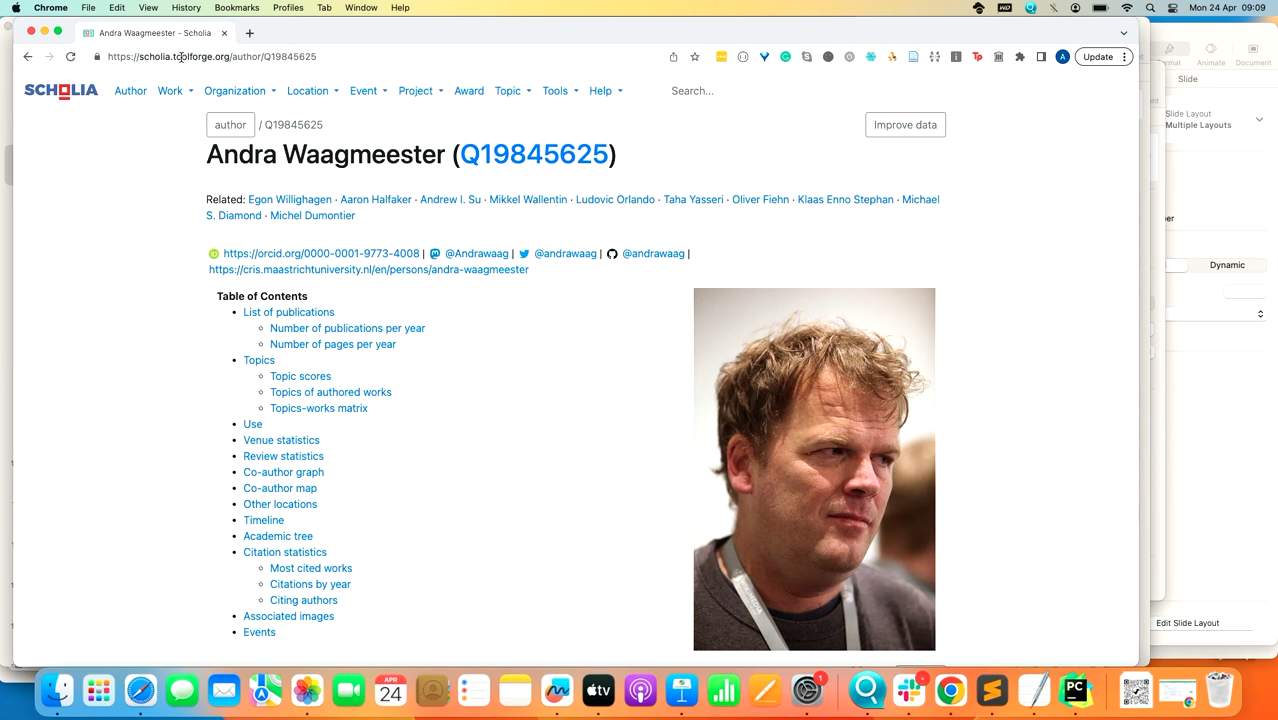 Chrome File Edit View History Bookmarks Profiles Tab Window Help Mon 24 Apr 09:09
Andra Waagmeester - Scholia
https://scholia.toolforge.org/author/Q19845625 Update
SCHOLIA Author Work Organization Location Event Project Award Topic Tools Help Search...
author / Q19845625 Improve data
Andra Waagmeester (Q19845625)
Related: Egon Willighagen · Aaron Halfaker · Andrew I. Su · Mikkel Wallentin · Ludovic Orlando · Taha Yasseri · Oliver Fiehn · Klaas Enno Stephan · Michael
S. Diamond · Michel Dumontier
https://orcid.org/0000-0001-9773-4008 | @Andrawaag | @andrawaag | @andrawaag |
https://cris.maastrichtuniversity.nl/en/persons/andra-waagmeester
Table of Contents
• List of publications
◦ Number of publications per year
◦ Number of pages per year
• Topics
◦ Topic scores
◦ Topics of authored works
◦ Topics-works matrix
• Use
• Venue statistics
• Review statistics
• Co-author graph
• Co-author map
• Other locations
• Timeline
• Academic tree
• Citation statistics
◦ Most cited works
◦ Citations by year
◦ Citing authors
• Associated images
• Events
Animate Document
Slide
Slide Layout
Multiple Layouts
Dynamic
Edit Slide Layout
APR
24
tv
PC